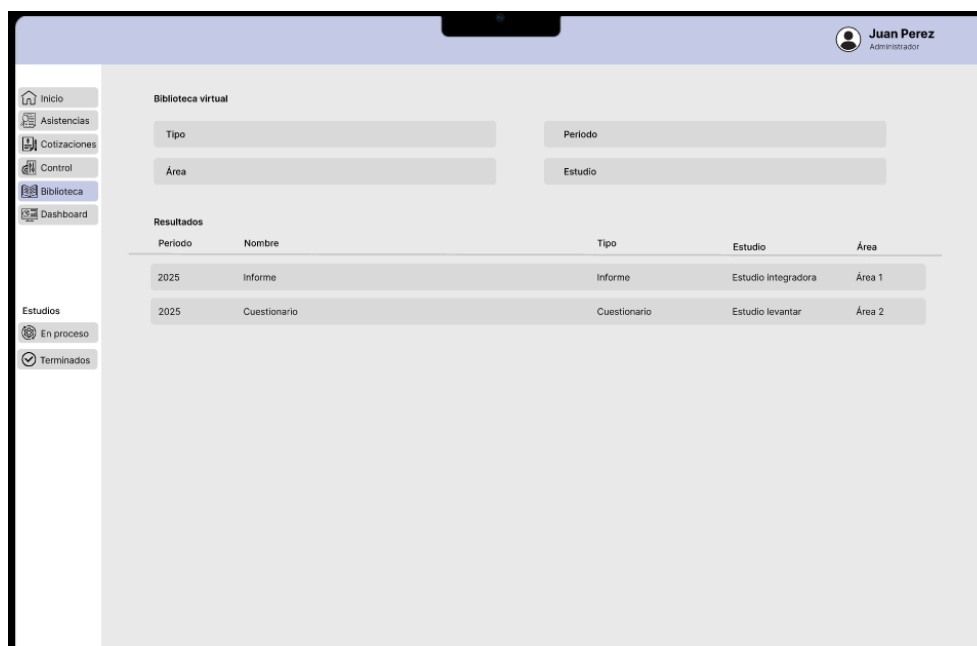 Juan Perez
Administrador
Inicio
Asistencias
Cotizaciones
Control
Biblioteca
Dashboard
Estudios
En proceso
Terminados
Biblioteca virtual
Tipo
Periodo
Área
Estudio
Resultados
Periodo Nombre Tipo Estudio Área
2025 Informe Informe Estudio integradora Área 1
2025 Cuestionario Cuestionario Estudio levantar Área 2